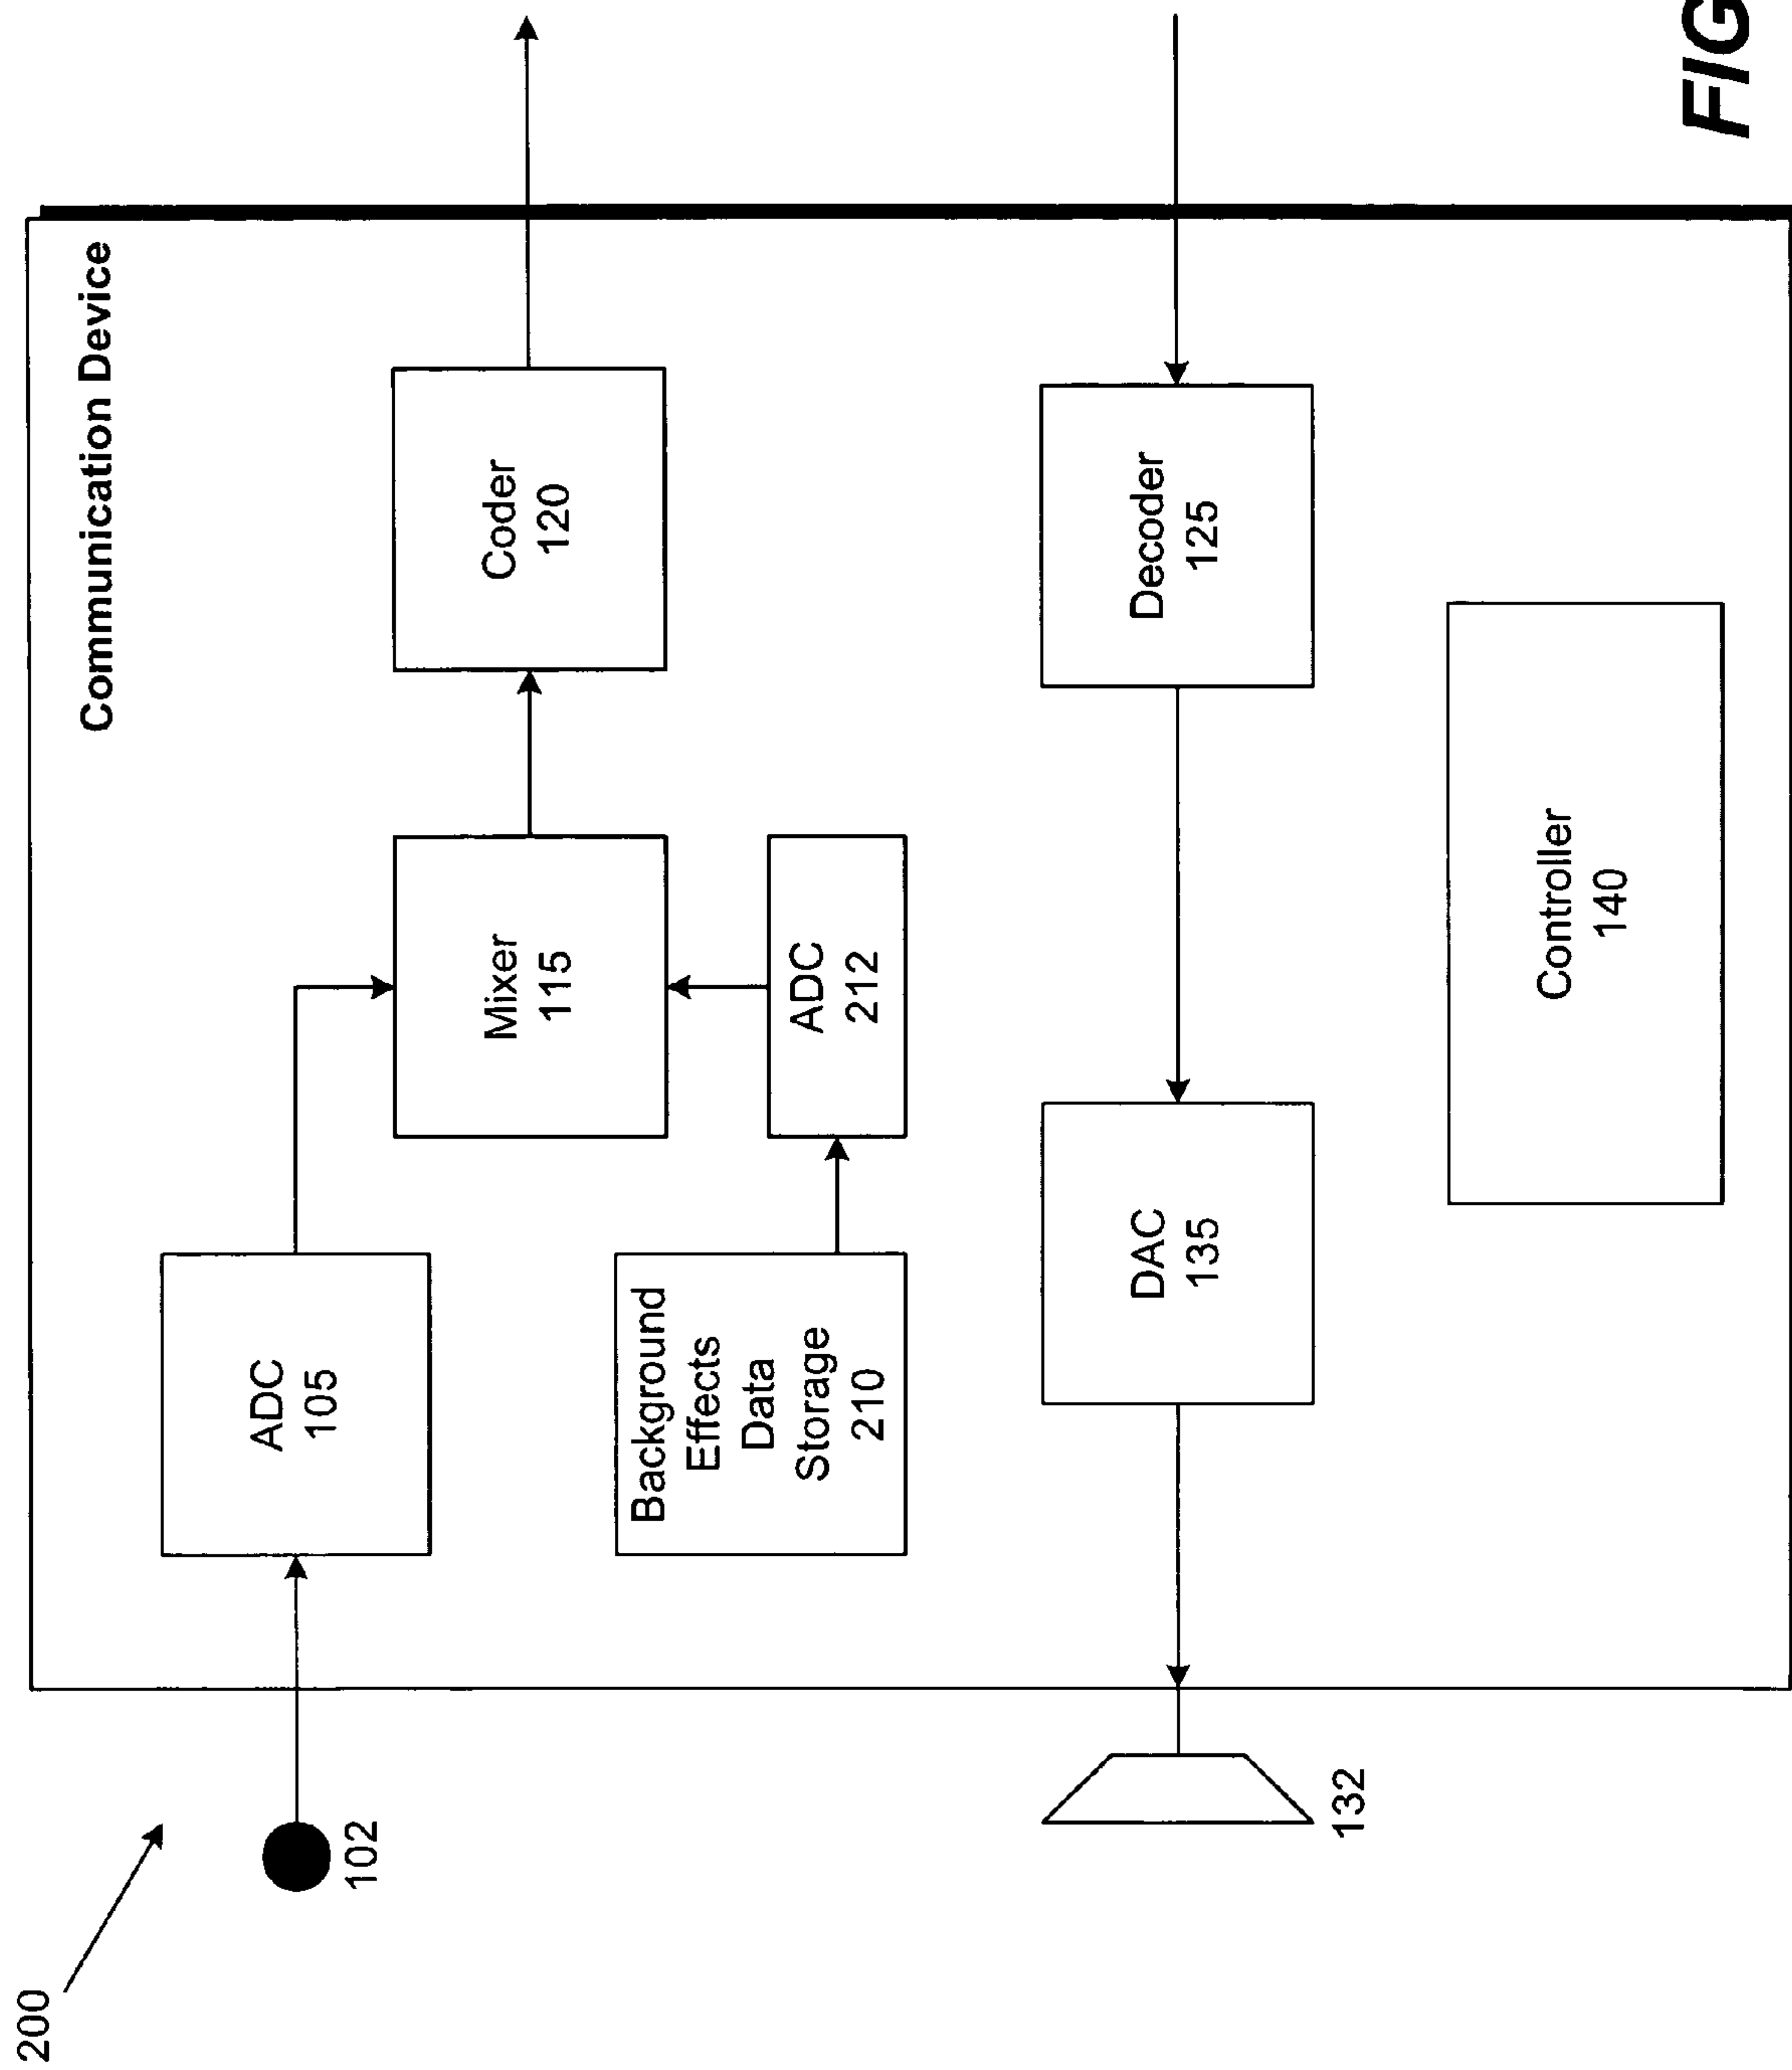 200
Communication Device
102
ADC
105
Mixer
115
Coder
120
Background
Effects
Data
Storage
210
ADC
212
132
DAC
135
Decoder
125
Controller
140
FIG